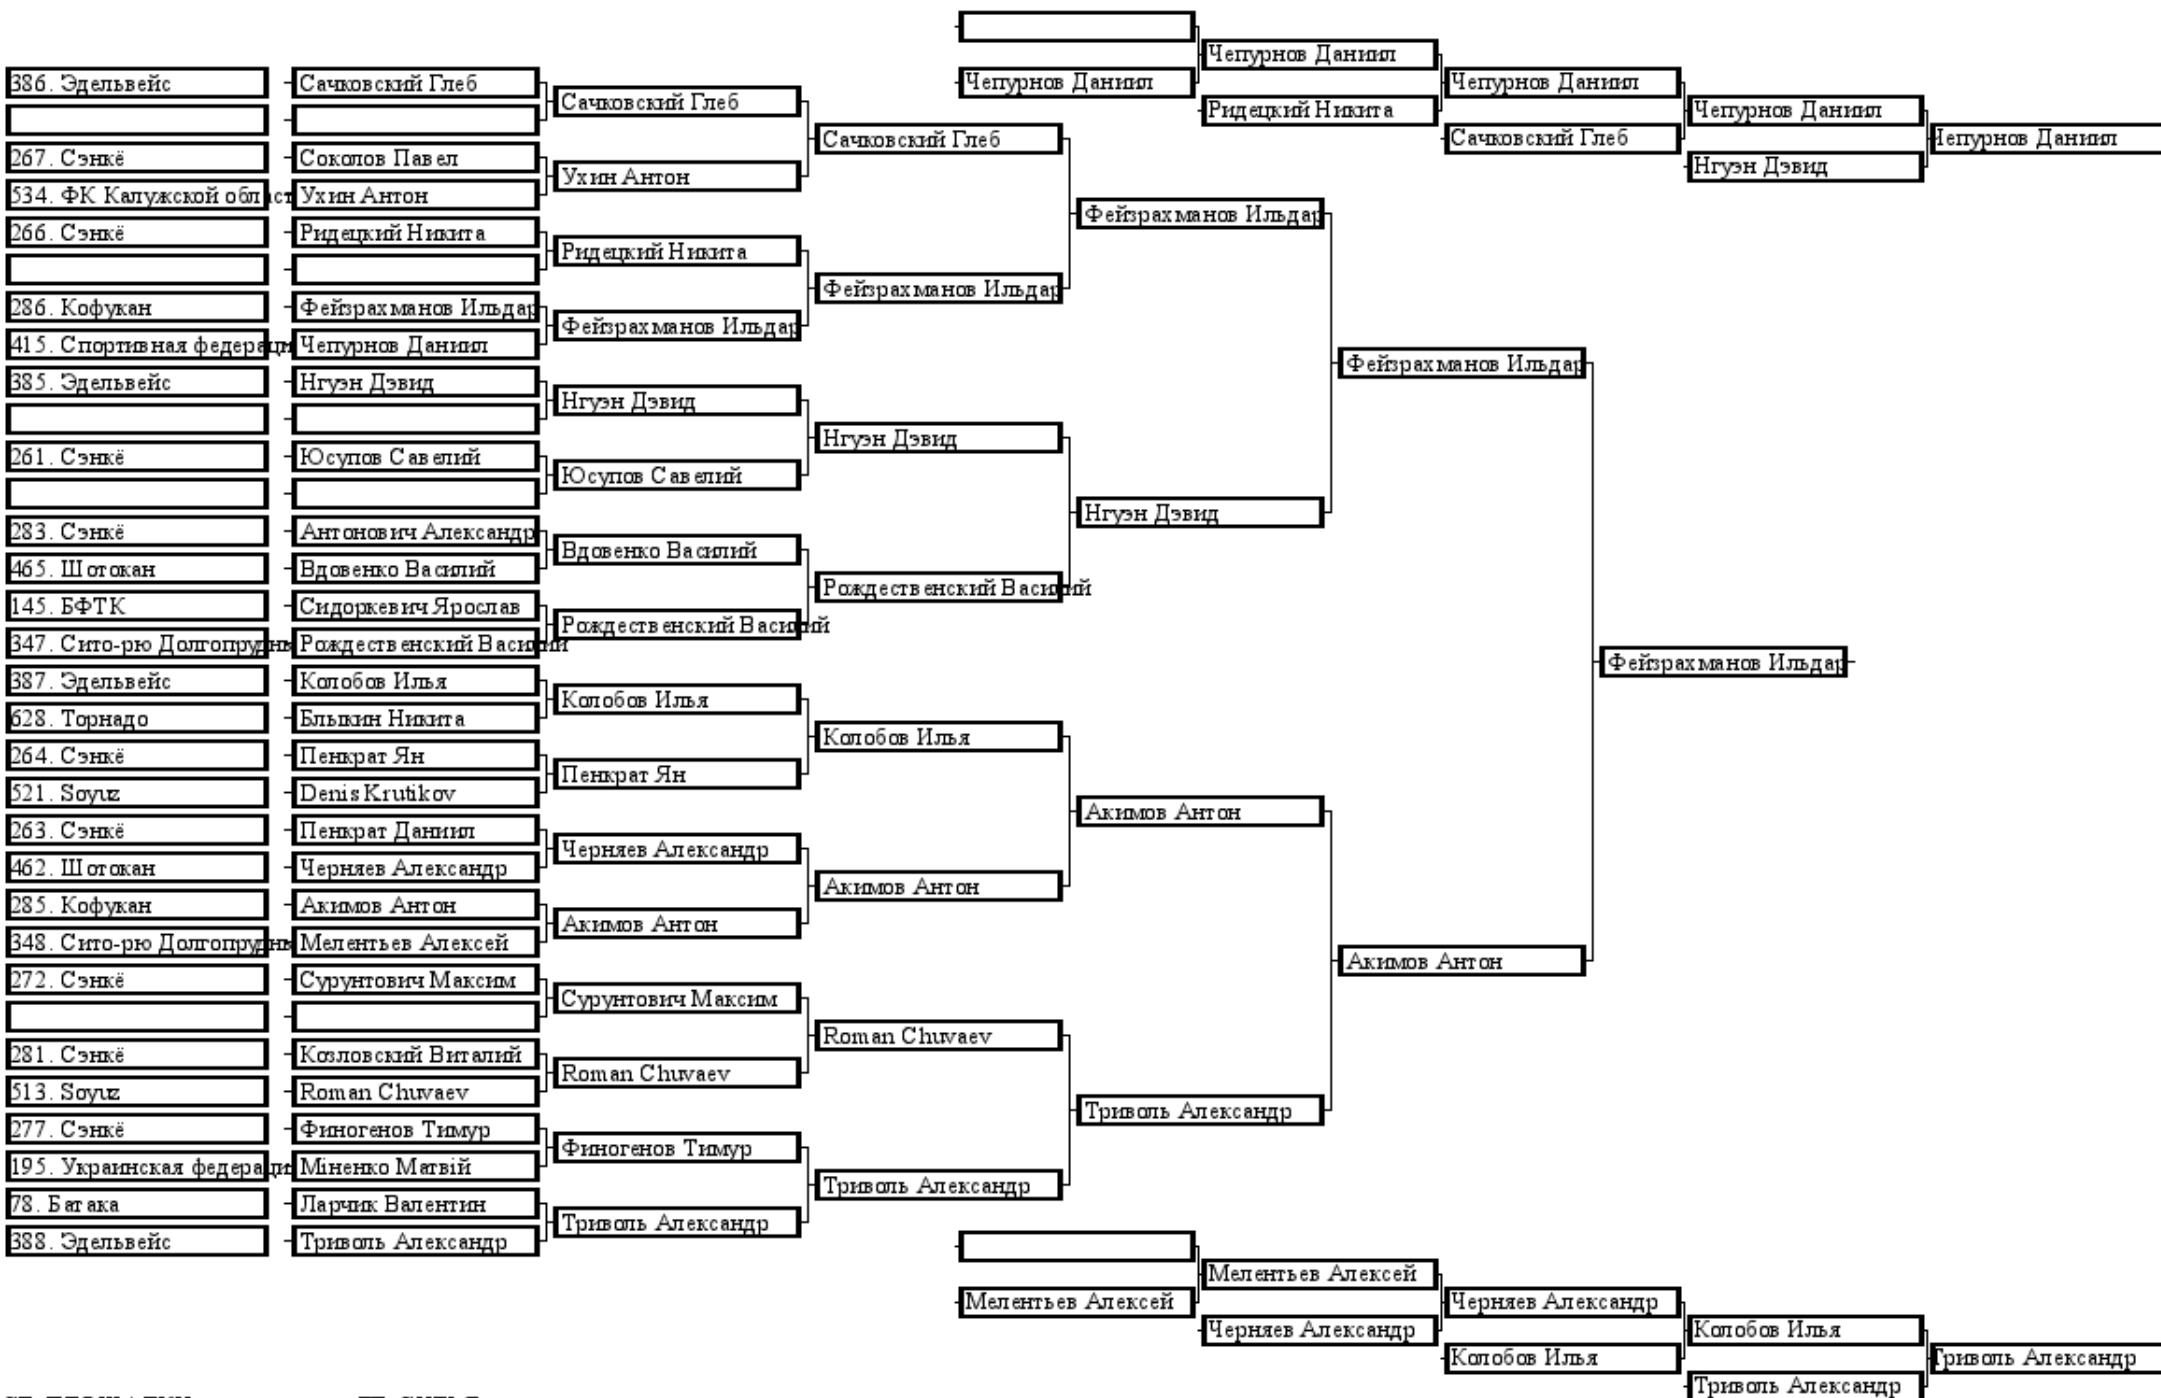 Чепурнов Даниил
Чепурнов Даниил
Ридецкий Никита
Чепурнов Даниил
Сачковский Глеб
Чепурнов Даниил
Нгуэн Дэвид
Чепурнов Даниил
386. Эдельвейс Сачковский Глеб
267. Сэнкё Соколов Павел
534. ФК Калужской област Ухин Антон
266. Сэнкё Ридецкий Никита
286. Кофукан Фейзрахманов Ильдар
415. Спортивная федераци Чепурнов Даниил
385. Эдельвейс Нгуэн Дэвид
261. Сэнкё Юсупов Савелий
283. Сэнкё Антонович Александр
465. Шотокан Вдовенко Василий
145. БФТК Сидоркевич Ярослав
347. Сито-рю Долгопрудны Рождественский Василий
387. Эдельвейс Колобов Илья
628. Торнадо Блыкин Никита
264. Сэнкё Пенкрат Ян
521. Soyuz Denis Krutikov
263. Сэнкё Пенкрат Даниил
462. Шотокан Черняев Александр
285. Кофукан Акимов Антон
348. Сито-рю Долгопрудны Мелентьев Алексей
272. Сэнкё Сурунтович Максим
281. Сэнкё Козловский Виталий
513. Soyuz Roman Chuvaev
277. Сэнкё Финогенов Тимур
195. Украинская федераци Міненко Матвій
78. Батака Ларчик Валентин
388. Эдельвейс Триволь Александр
Сачковский Глеб
Ухин Антон
Ридецкий Никита
Фейзрахманов Ильдар
Нгуэн Дэвид
Юсупов Савелий
Вдовенко Василий
Рождественский Василий
Колобов Илья
Пенкрат Ян
Черняев Александр
Акимов Антон
Сурунтович Максим
Roman Chuvaev
Финогенов Тимур
Триволь Александр
Сачковский Глеб
Фейзрахманов Ильдар
Нгуэн Дэвид
Рождественский Василий
Колобов Илья
Акимов Антон
Roman Chuvaev
Триволь Александр
Фейзрахманов Ильдар
Нгуэн Дэвид
Акимов Антон
Триволь Александр
Фейзрахманов Ильдар
Акимов Антон
Фейзрахманов Ильдар
Мелентьев Алексей
Мелентьев Алексей
Черняев Александр
Черняев Александр
Колобов Илья
Колобов Илья
Триволь Александр
Триволь Александр